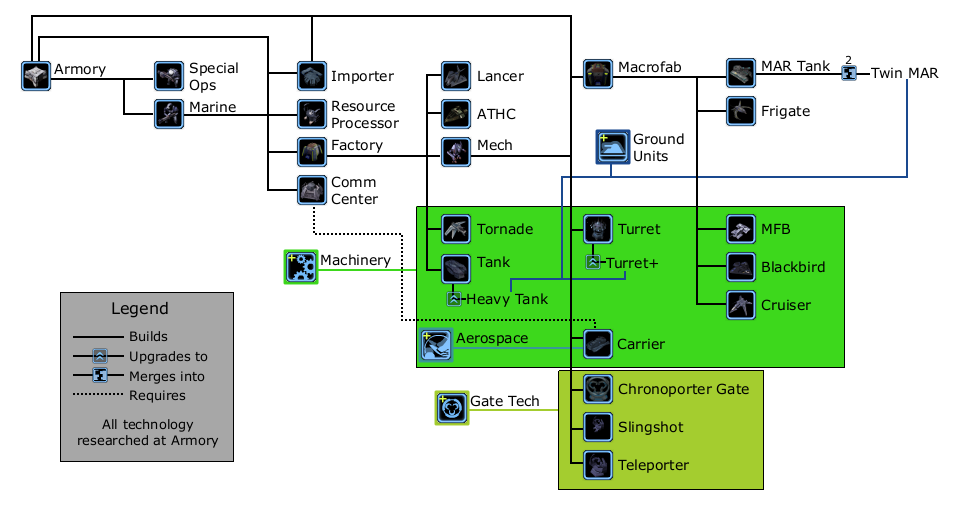 Armory
Special
Ops
Marine
Importer
Resource
Processor
Factory
Comm
Center
Lancer
ATHC
Mech
Macrofab
MAR Tank
2
Twin MAR
Frigate
Ground
Units
Machinery
Tornade
Tank
Heavy Tank
Turret
Turret+
MFB
Blackbird
Cruiser
Aerospace
Carrier
Gate Tech
Chronoporter Gate
Slingshot
Teleporter
Legend
Builds
Upgrades to
Merges into
Requires
All technology
researched at Armory